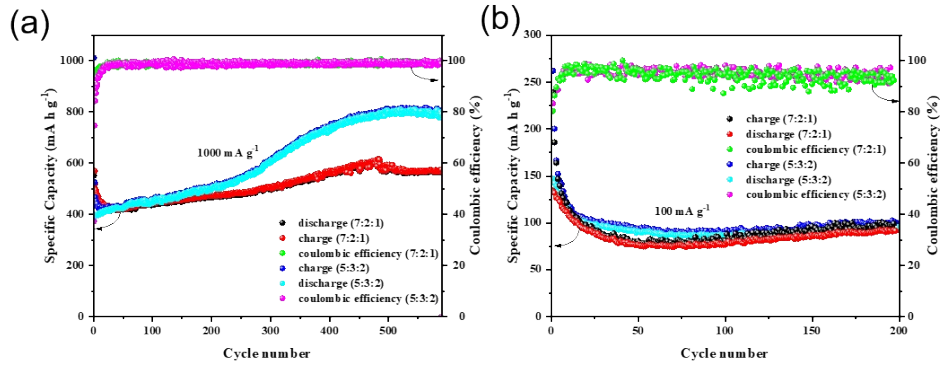 (a)
1000
800
600
400
200
0
Specific Capacity (mA h g⁻¹)
100
80
60
40
20
0
Coulombic efficiency (%)
1000 mA g⁻¹
discharge (7:2:1)
charge (7:2:1)
coulombic efficiency (7:2:1)
charge (5:3:2)
discharge (5:3:2)
coulombic efficiency (5:3:2)
0 100 200 300 400 500
Cycle number
(b)
300
250
200
150
100
50
0
Specific Capacity (mA h g⁻¹)
100
80
60
40
20
0
Coulombic efficiency (%)
charge (7:2:1)
discharge (7:2:1)
coulombic efficiency (7:2:1)
charge (5:3:2)
discharge (5:3:2)
coulombic efficiency (5:3:2)
100 mA g⁻¹
0 50 100 150 200
Cycle number